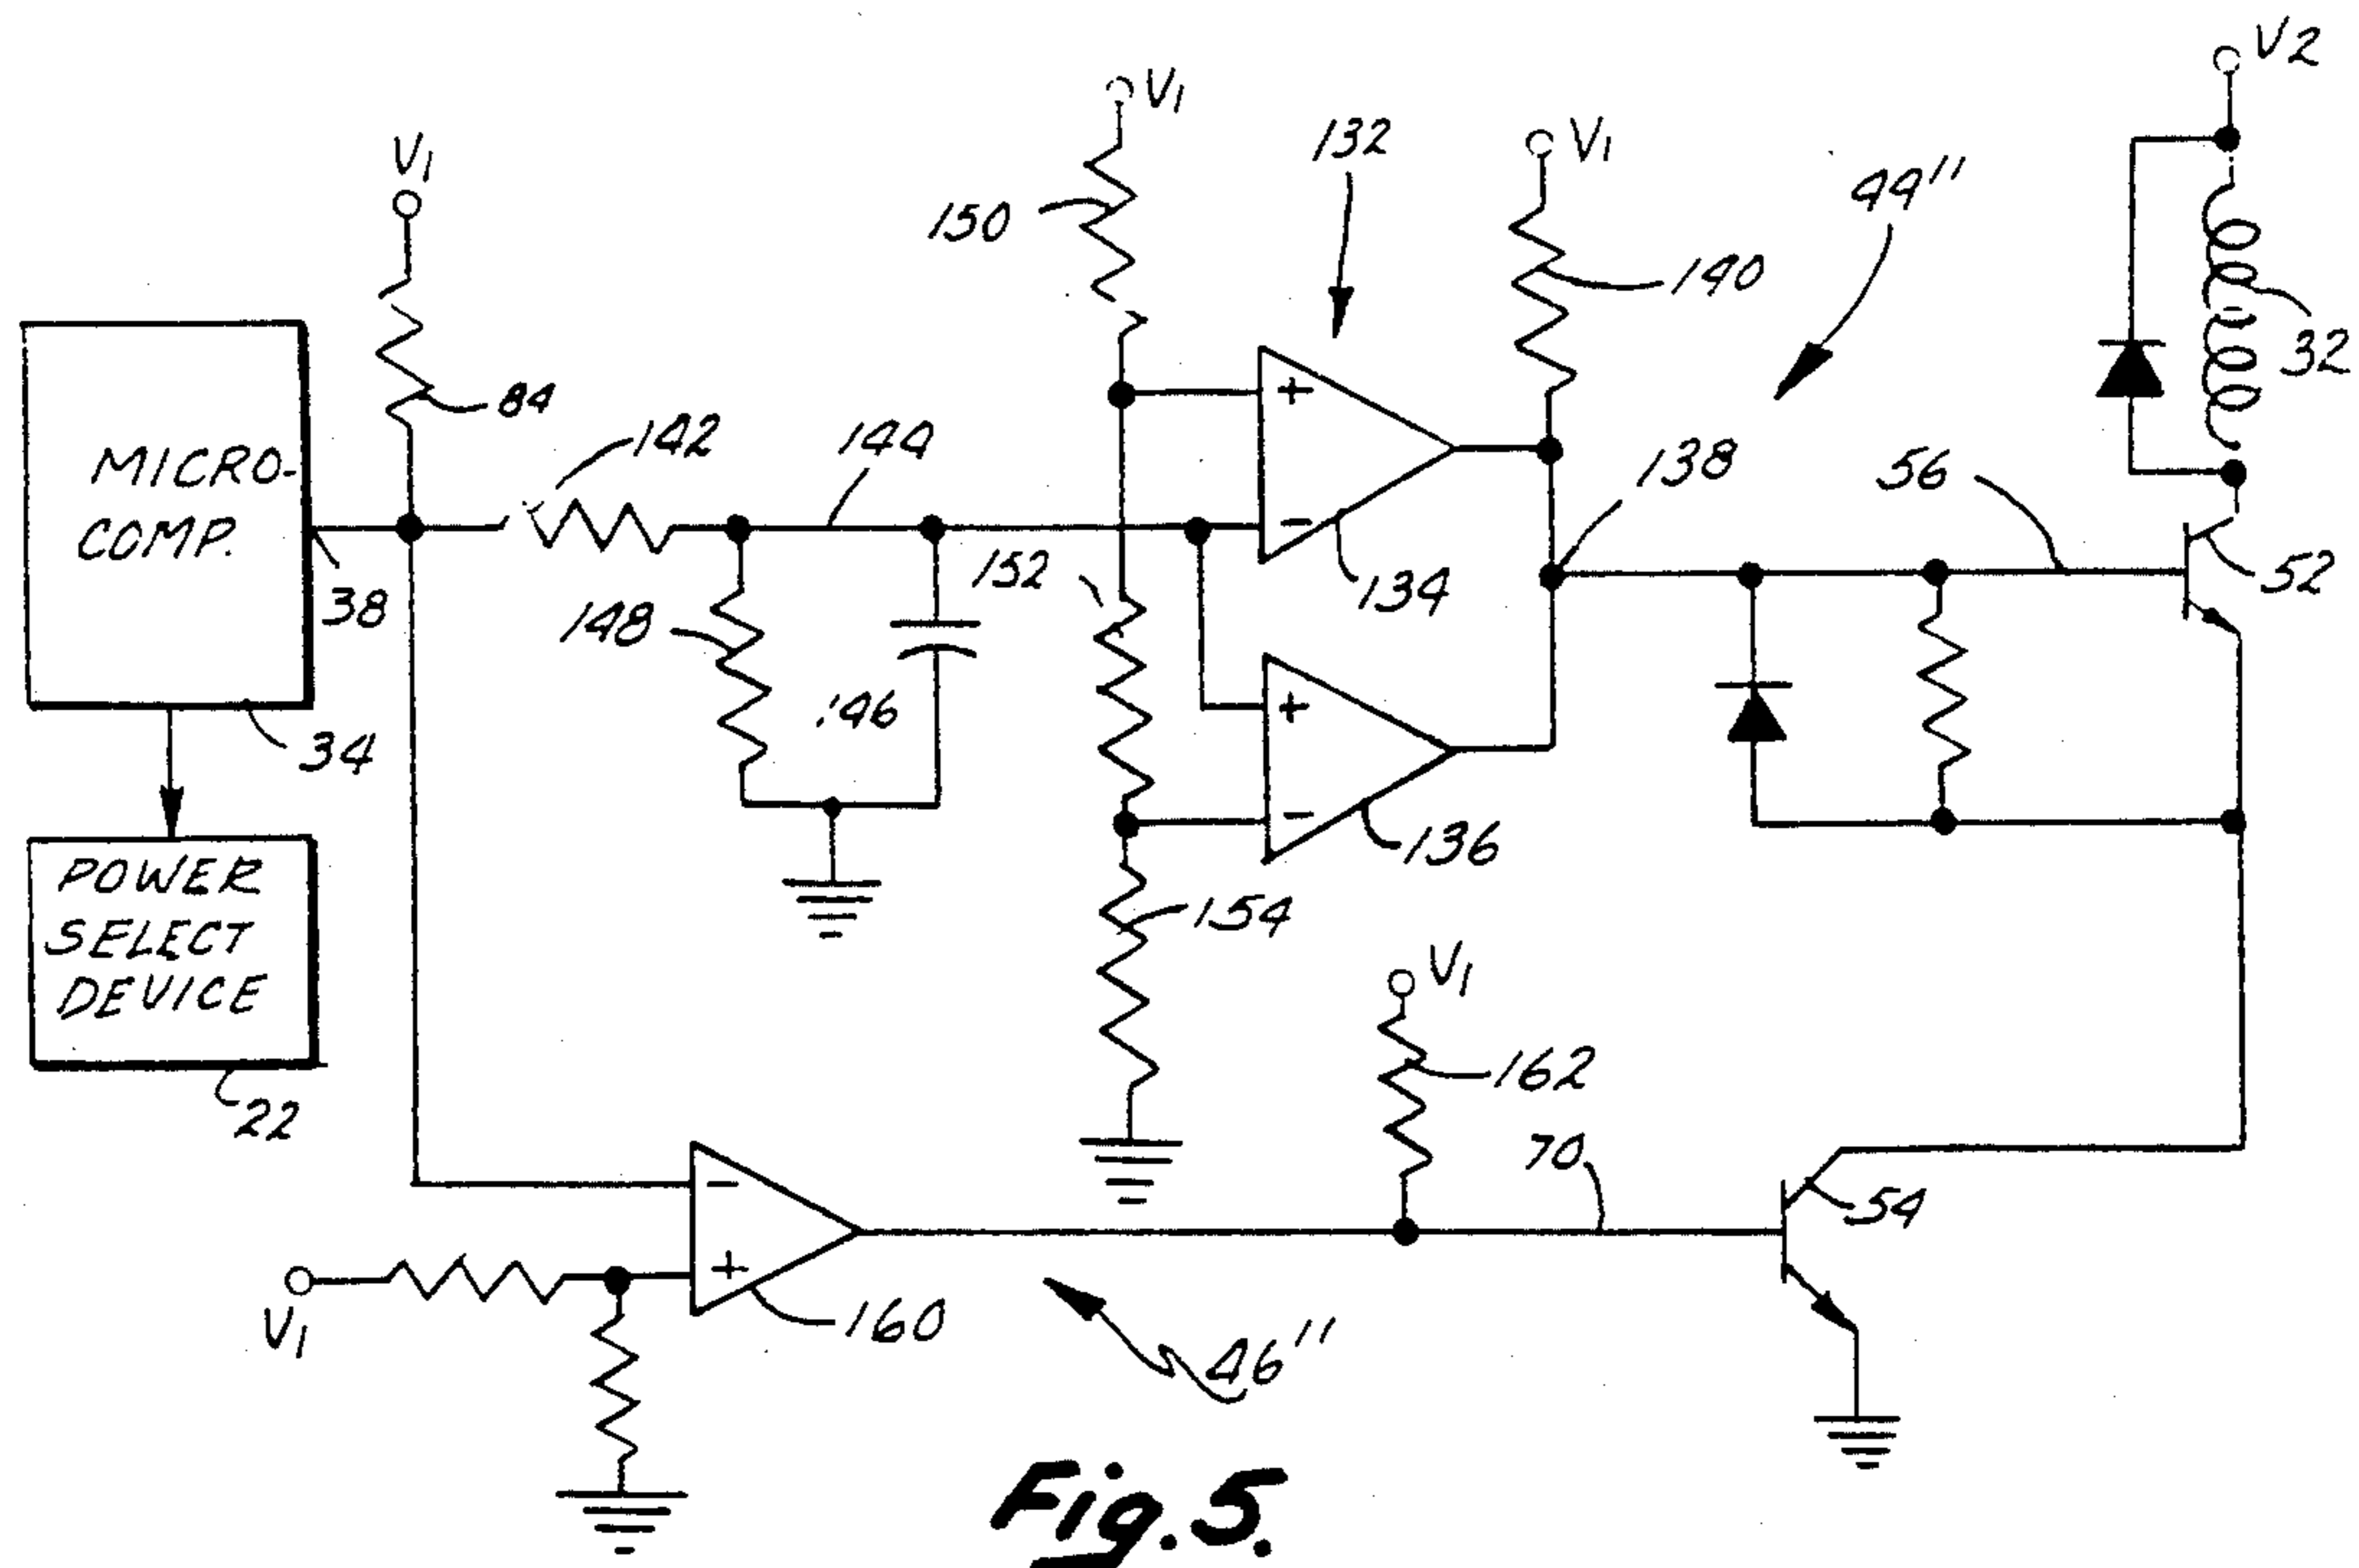 V2
V1
V1
132
V1
44"
150
140
32
84
142
144
138
56
MICRO-
COMP.
38
152
134
52
148
146
34
136
POWER
SELECT
DEVICE
154
V1
162
22
70
54
V1
160
46"
Fig. 5.
+
-
+
-
-
+